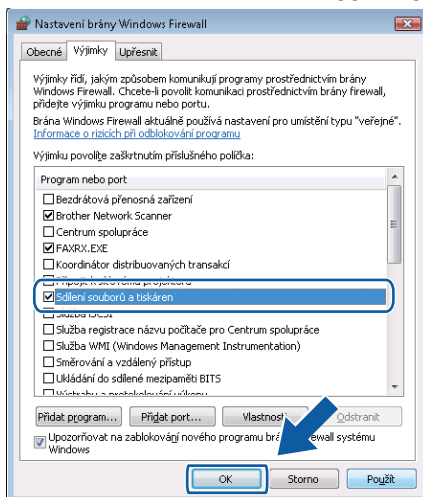 Nastavení brány Windows Firewall
Obecné Výjimky Upřesnit
Výjimky řídí, jakým způsobem komunikují programy prostřednictvím brány
Windows Firewall. Chcete-li povolit komunikaci prostřednictvím brány firewall,
přidejte výjimku programu nebo portu.
Brána Windows Firewall aktuálně používá nastavení pro umístění typu "veřejné".
Informace o rizicích při odblokování programu
Výjimku povolíte zaškrtnutím příslušného políčka:
Program nebo port
Bezdrátová přenosná zařízení
Brother Network Scanner
Centrum spolupráce
FAXRX.EXE
Koordinátor distribuovaných transakcí
Sdílení souborů a tiskáren
Služba iSCSI
Služba registrace názvu počítače pro Centrum spolupráce
Služba WMI (Windows Management Instrumentation)
Směrování a vzdálený přístup
Ukládání do sdílené mezipaměti BITS
Přidat program... Přidat port... Vlastnosti Odstranit
Upozorňovat na zablokování nového programu systému
Windows
OK Storno Použít